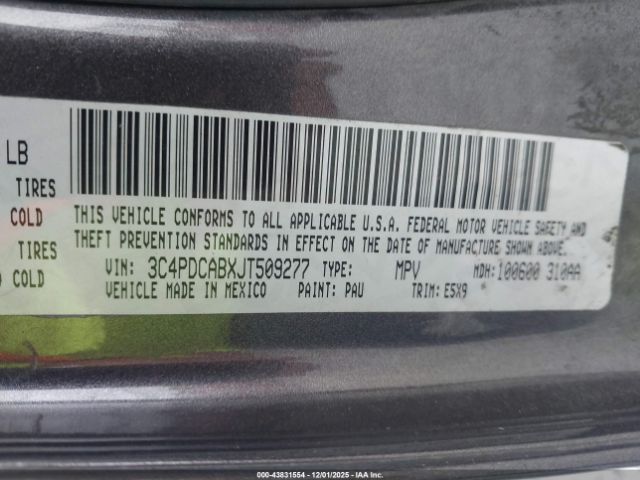 LB
TIRES
COLD
TIRES
COLD
THIS VEHICLE CONFORMS TO ALL APPLICABLE U.S.A. FEDERAL MOTOR VEHICLE SAFETY AND
THEFT PREVENTION STANDARDS IN EFFECT ON THE DATE OF MANUFACTURE SHOWN ABOVE.
VIN: 3C4PDCABXJT509277 TYPE: MPV MDH:100600 310AA
VEHICLE MADE IN MEXICO PAINT: PAU TRIM: E5X9
000-43831554 | 12/01/2025 - IAA Inc.